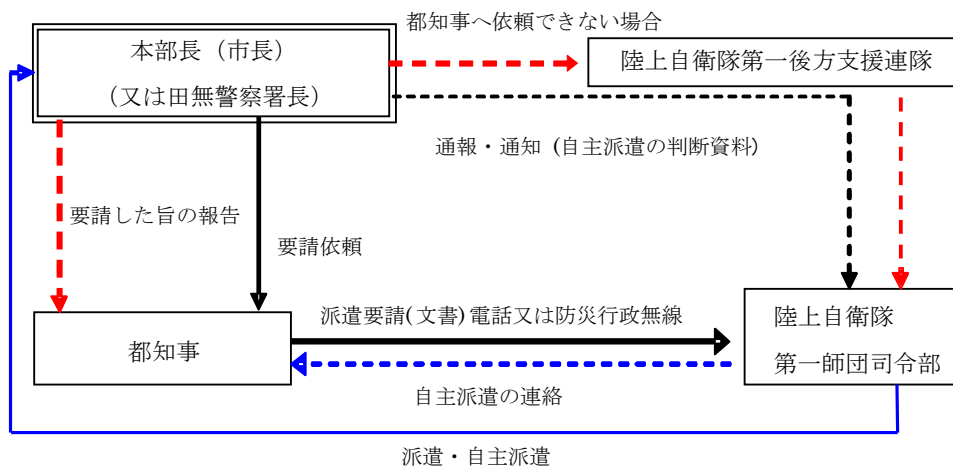 都知事へ依頼できない場合
本部長（市長）
（又は田無警察署長）
陸上自衛隊第一後方支援連隊
通報・通知 (自主派遣の判断資料)
要請した旨の報告
要請依頼
派遣要請(文書)電話又は防災行政無線
都知事
陸上自衛隊
第一師団司令部
自主派遣の連絡
派遣・自主派遣